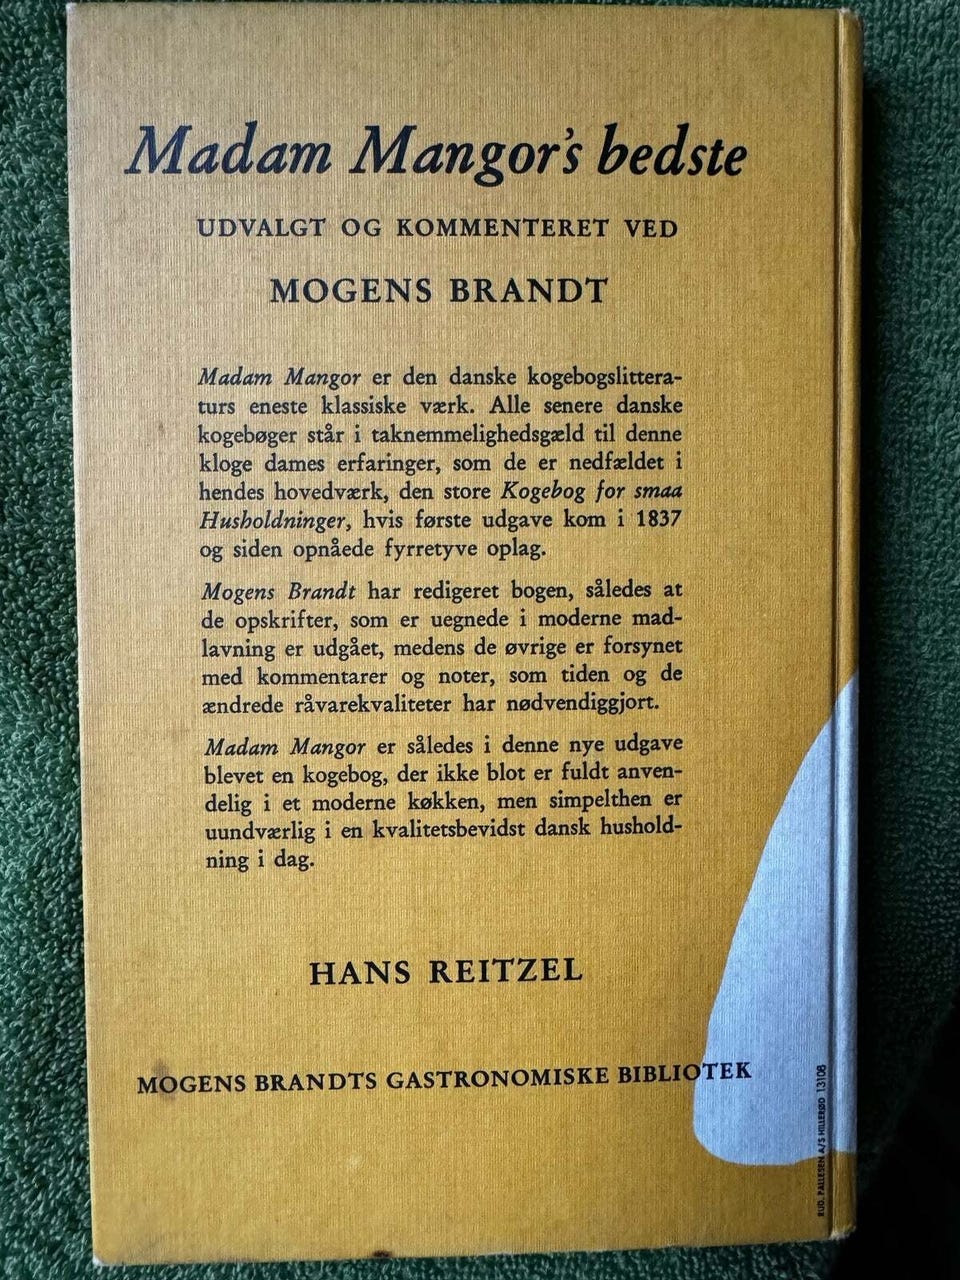 Madam Mangor's bedste
UDVALGT OG KOMMENTERET VED
MOGENS BRANDT
Madam Mangor er den danske kogebogslittera-
turs eneste klassiske værk. Alle senere danske
kogebøger står i taknemmelighedsgæld til denne
kloge dames erfaringer, som de er nedfældet i
hendes hovedværk, den store Kogebog for smaa
Husholdninger, hvis første udgave kom i 1837
og siden opnåede fyrretyve oplag.
Mogens Brandt har redigeret bogen, således at
de opskrifter, som er uegnede i moderne mad-
lavning er udgået, medens de øvrige er forsynet
med kommentarer og noter, som tiden og de
ændrede råvarekvaliteter har nødvendiggjort.
Madam Mangor er således i denne nye udgave
blevet en kogebog, der ikke blot er fuldt anven-
delig i et moderne køkken, men simpelthen er
uundværlig i en kvalitetsbevidst dansk hushold-
ning i dag.
HANS REITZEL
MOGENS BRANDTS GASTRONOMISKE BIBLIOTEK
RUD. PALLESEN A/S HILLERØD 13108